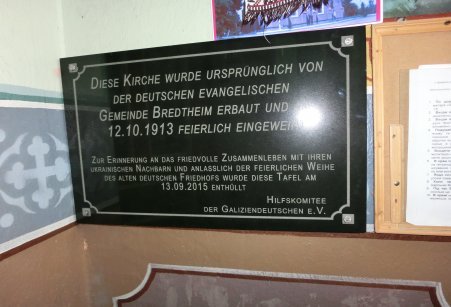 DIESE KIRCHE WURDE URSPRÜNGLICH VON
DER DEUTSCHEN EVANGELISCHEN
GEMEINDE BREDTHEIM ERBAUT UND
12.10.1913 FEIERLICH
ZUR ERINNERUNG AN DAS FRIEDVOLLE ZUSAMMENLEBEN MIT IHREN
UKRAINISCHEN NACHBARN UND ANLASSLICH DER FEIERLICHEN WEIHE
DES ALTEN DEUTSCHEN FRIEDHOFS WURDE DIESE TAFEL AM
13.09.2015 ENTHÜLLT
HILFSKOMITEE
DER GALIZIENDEUTSCHEN E.V.